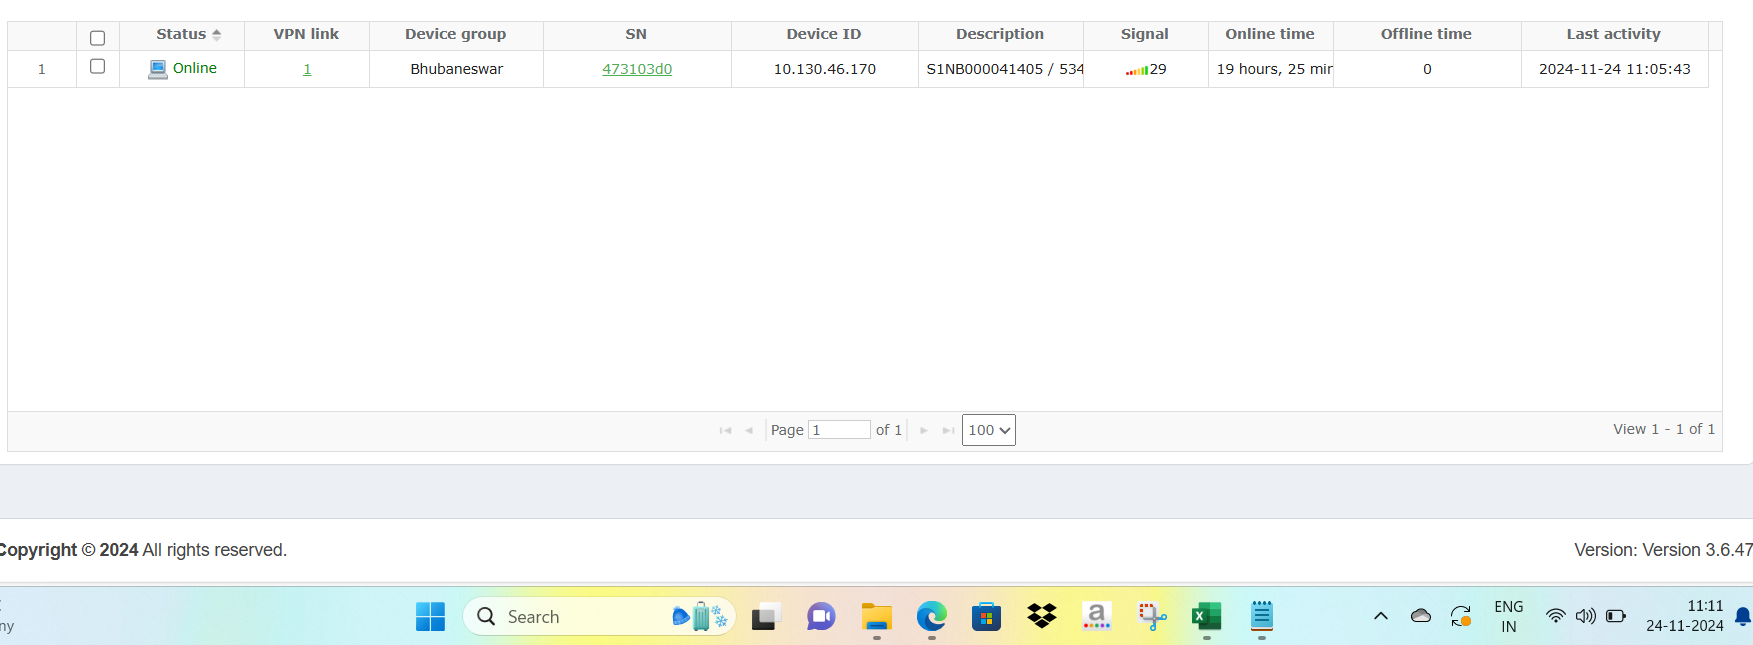 Status VPN link Device group SN Device ID Description Signal Online time Offline time Last activity
1 Online 1 Bhubaneswar 473103d0 10.130.46.170 S1NB000041405 / 534 29 19 hours, 25 mir 0 2024-11-24 11:05:43
Page 1 of 1 100 View 1 - 1 of 1
Copyright © 2024 All rights reserved. Version: Version 3.6.47
Search a X ENG 11:11
ny IN 24-11-2024